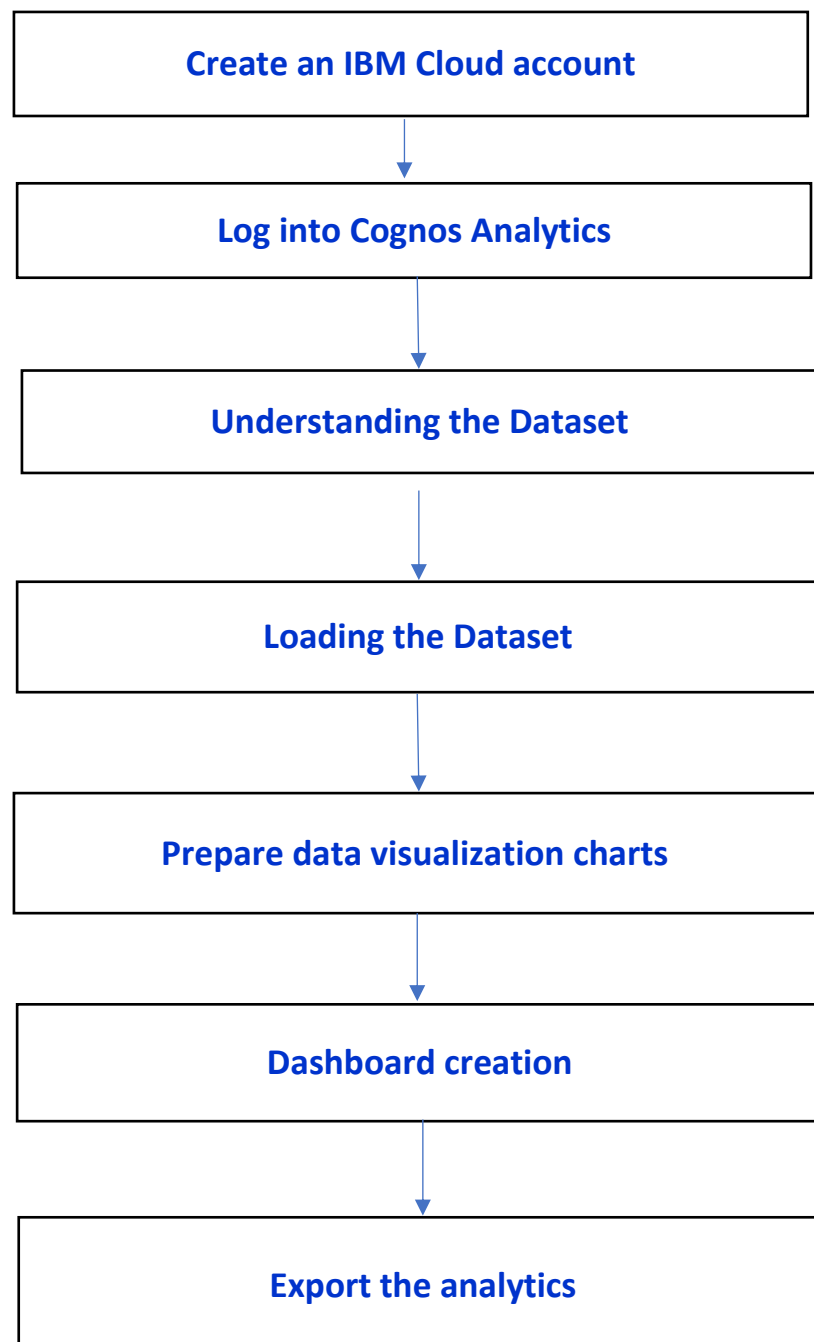 Create an IBM Cloud account
Log into Cognos Analytics
Understanding the Dataset
Loading the Dataset
Prepare data visualization charts
Dashboard creation
Export the analytics